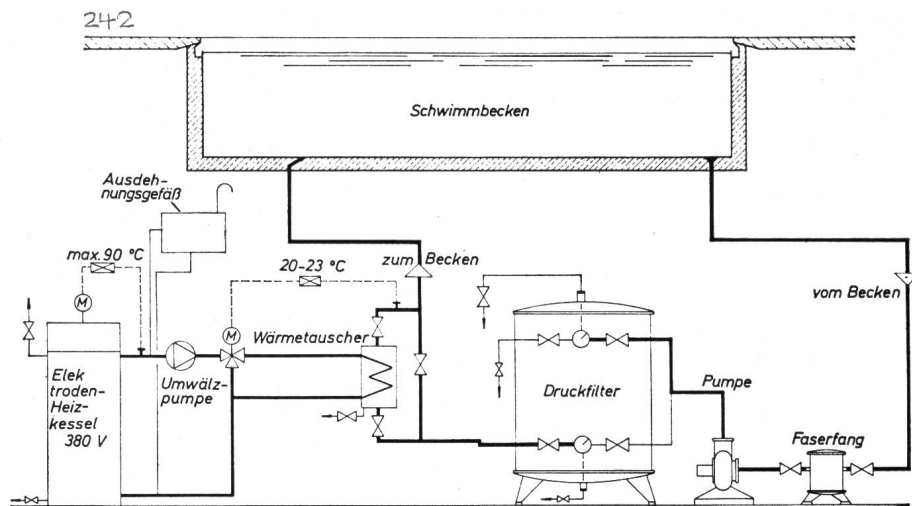 242
Schwimmbecken
Ausdeh-
nungsgefäß
max. 90 °C
20-23 °C
zum Becken
vom Becken
M
M
Wärmetauscher
Umwälz-
pumpe
Elek
troden-
Heiz-
kessel
380 V
Druckfilter
Pumpe
Faserfang